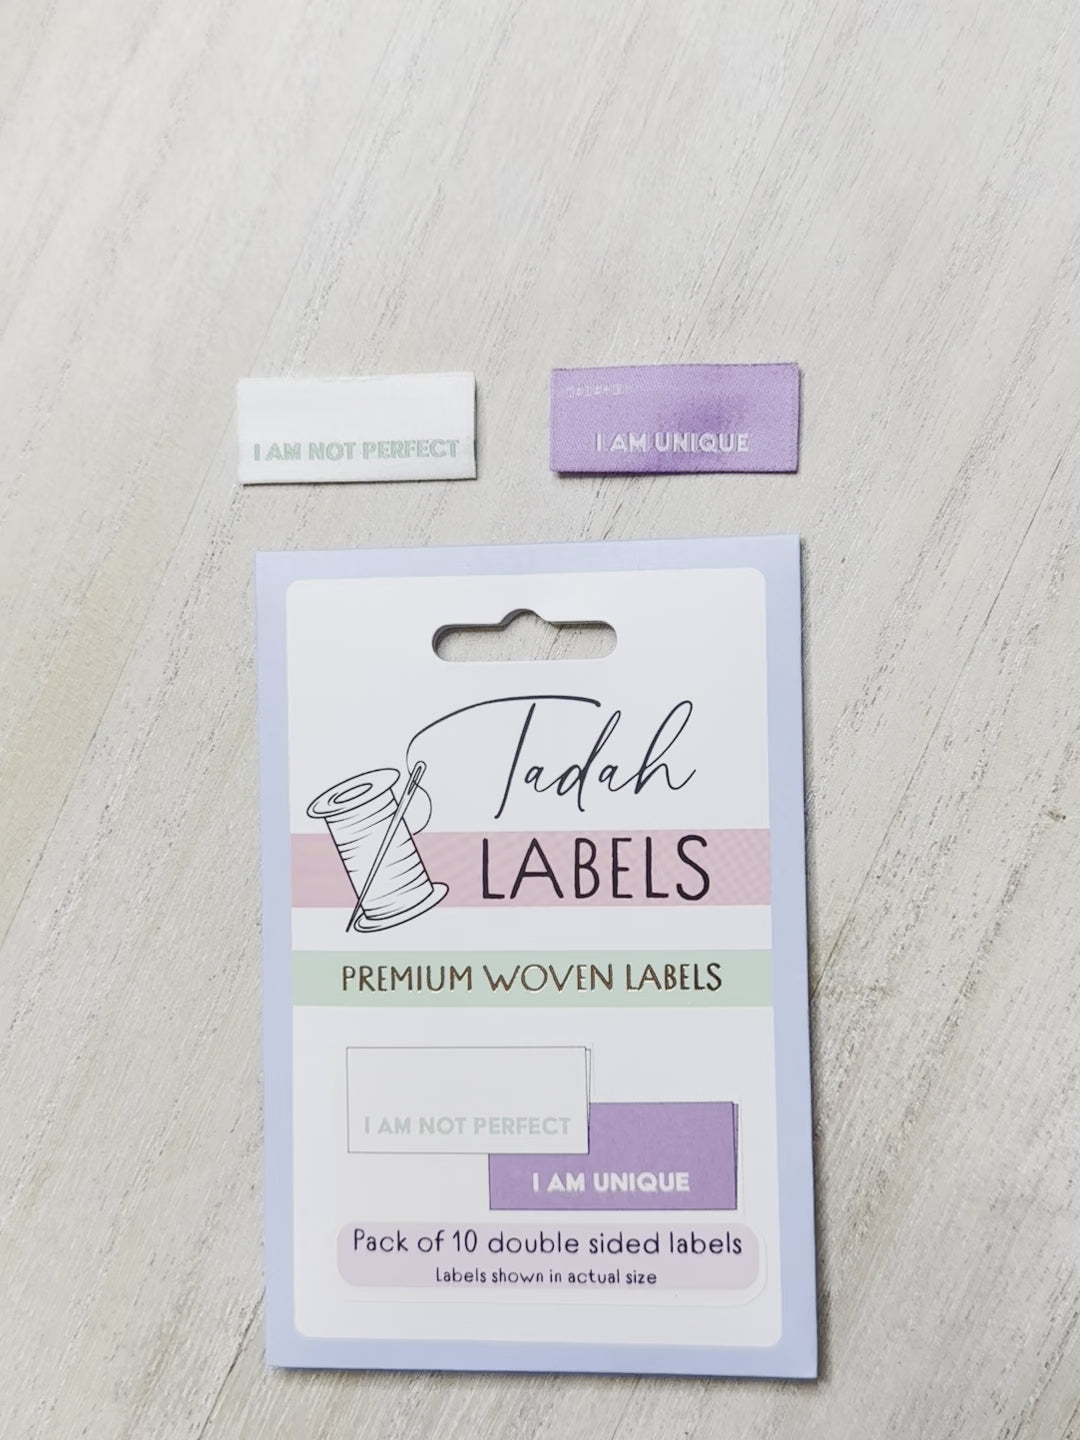 I AM NOT PERFECT
I AM UNIQUE
Tadah
LABELS
PREMIUM WOVEN LABELS
I AM NOT PERFECT
I AM UNIQUE
Pack of 10 double sided labels
Labels shown in actual size